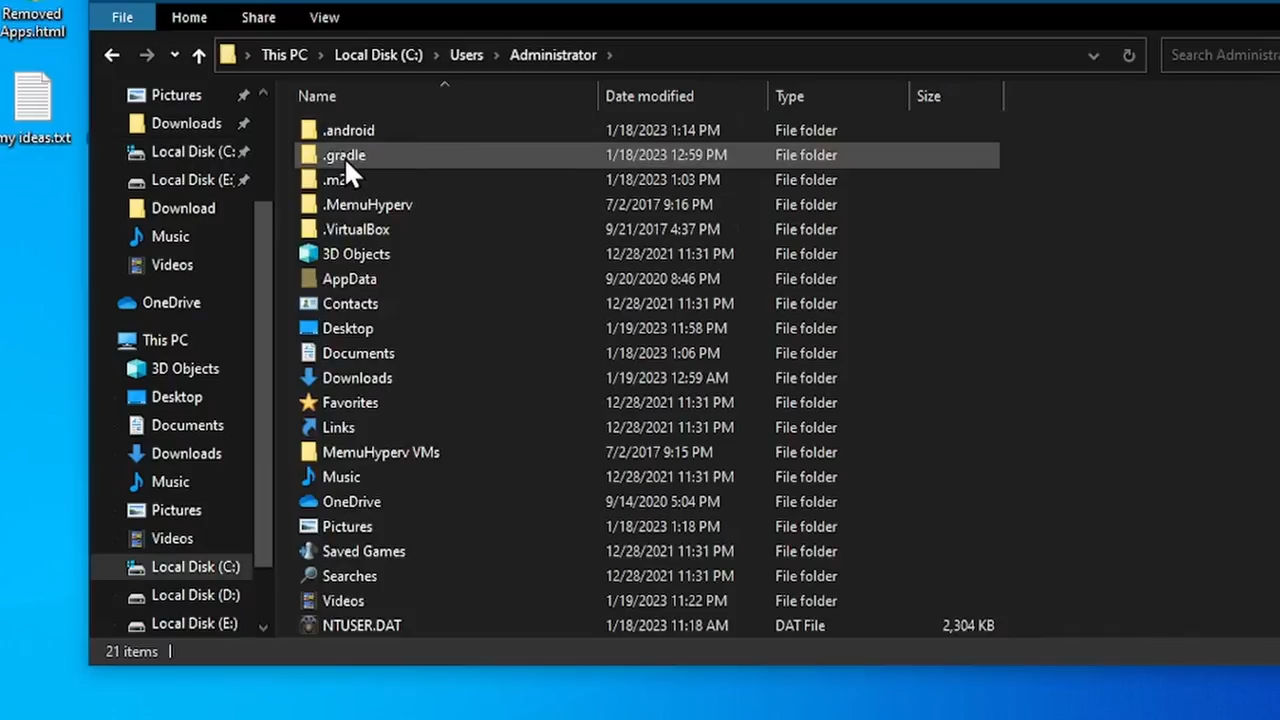 Removed
Apps.html
my ideas.txt
File Home Share View
This PC Local Disk (C:) Users Administrator
Search Administra
Pictures
Downloads
Local Disk (C:
Local Disk (E:
Download
Music
Videos
OneDrive
This PC
3D Objects
Desktop
Documents
Downloads
Music
Pictures
Videos
Local Disk (C:)
Local Disk (D:)
Local Disk (E:)
Name Date modified Type Size
.android 1/18/2023 1:14 PM File folder
.gradle 1/18/2023 12:59 PM File folder
1/18/2023 1:03 PM File folder
.MemuHyperv 7/2/2017 9:16 PM File folder
.VirtualBox 9/21/2017 4:37 PM File folder
3D Objects 12/28/2021 11:31 PM File folder
AppData 9/20/2020 8:46 PM File folder
Contacts 12/28/2021 11:31 PM File folder
Desktop 1/19/2023 11:58 PM File folder
Documents 1/18/2023 1:06 PM File folder
Downloads 1/19/2023 12:59 AM File folder
Favorites 12/28/2021 11:31 PM File folder
Links 12/28/2021 11:31 PM File folder
MemuHyperv VMs 7/2/2017 9:15 PM File folder
Music 12/28/2021 11:31 PM File folder
OneDrive 9/14/2020 5:04 PM File folder
Pictures 1/18/2023 1:18 PM File folder
Saved Games 12/28/2021 11:31 PM File folder
Searches 12/28/2021 11:31 PM File folder
Videos 1/19/2023 11:22 PM File folder
NTUSER.DAT 1/18/2023 11:18 AM DAT File 2,304 KB
21 items